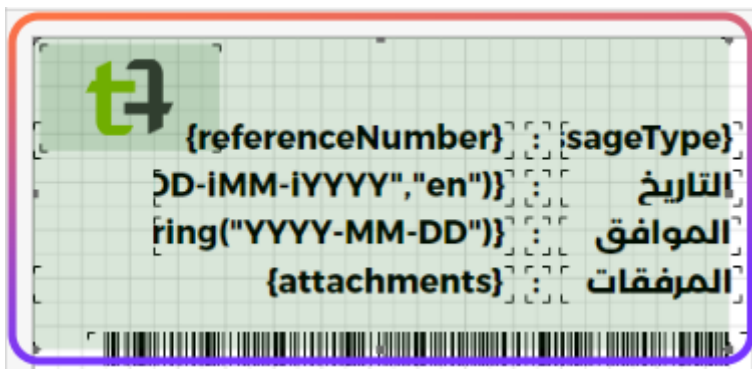 sageType} : {referenceNumber}
التاريخ : DD-iMM-iYYYY","en")}
الموافق : ring("YYYY-MM-DD")}
المرفقات : {attachments}